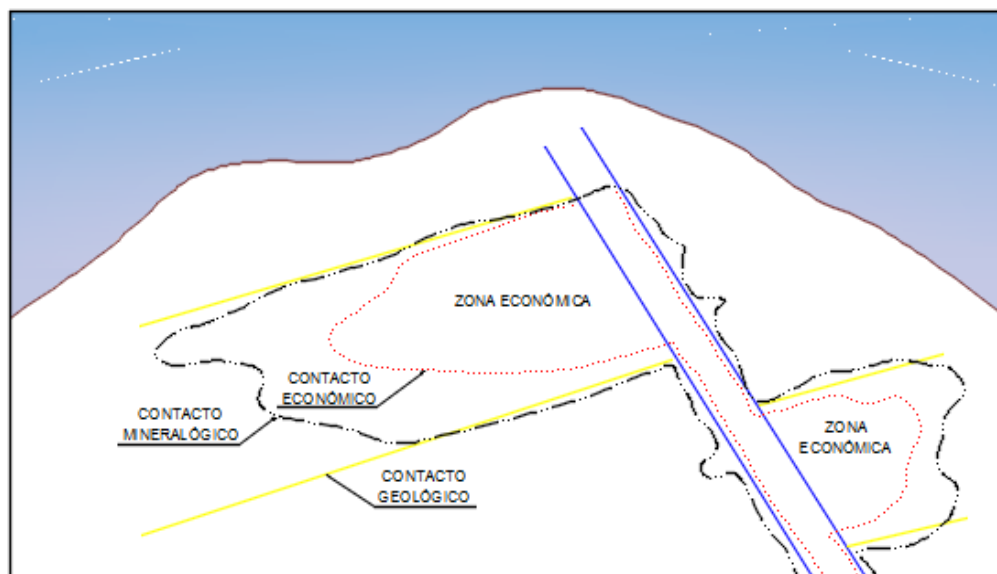 ZONA ECONÓMICA
CONTACTO
ECONÓMICO
CONTACTO
MINERALÓGICO
CONTACTO
GEOLÓGICO
ZONA
ECONÓMICA